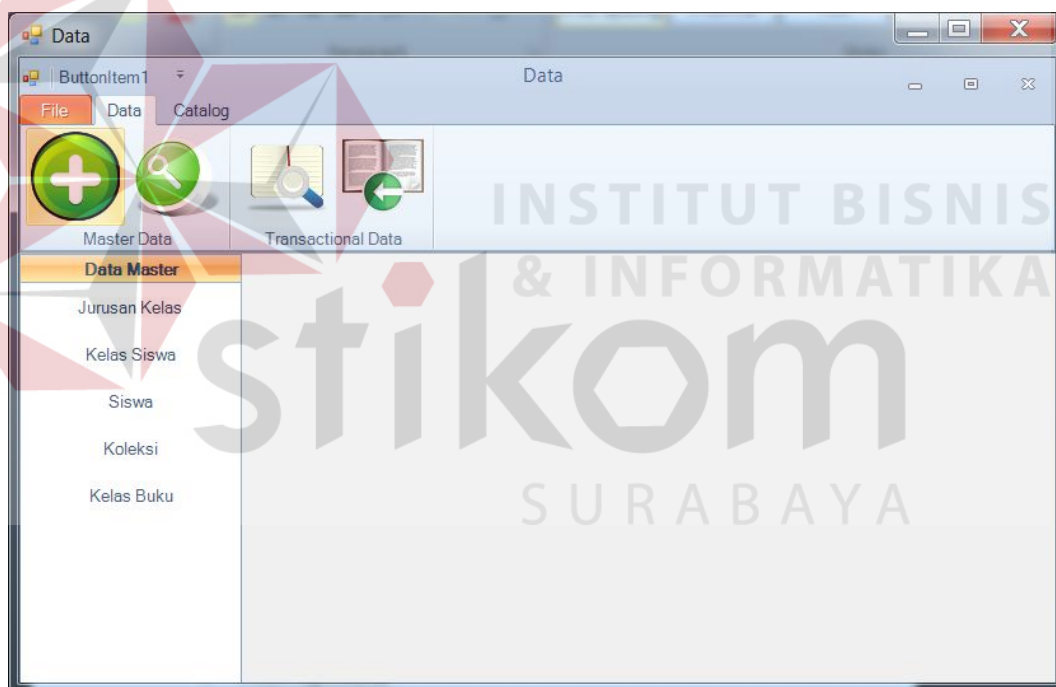 Data
ButtonItem1
Data
File Data Catalog
Master Data Transactional Data
Data Master
Jurusan Kelas
Kelas Siswa
Siswa
Koleksi
Kelas Buku
INSTITUT BISNIS
& INFORMATIKA
stikom
SURABAYA